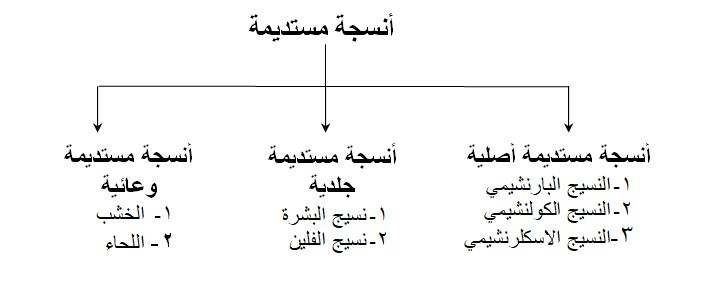 أنسجة مستديمة
أنسجة مستديمة أصلية
١-النسيج البارنشيمي
٢-النسيج الكولنشيمي
٣-النسيج الاسكلرنشيمي
أنسجة مستديمة
جلدية
١-نسيج البشرة
٢-نسيج الفلين
أنسجة مستديمة
وعائية
١- الخشب
٢- اللحاء